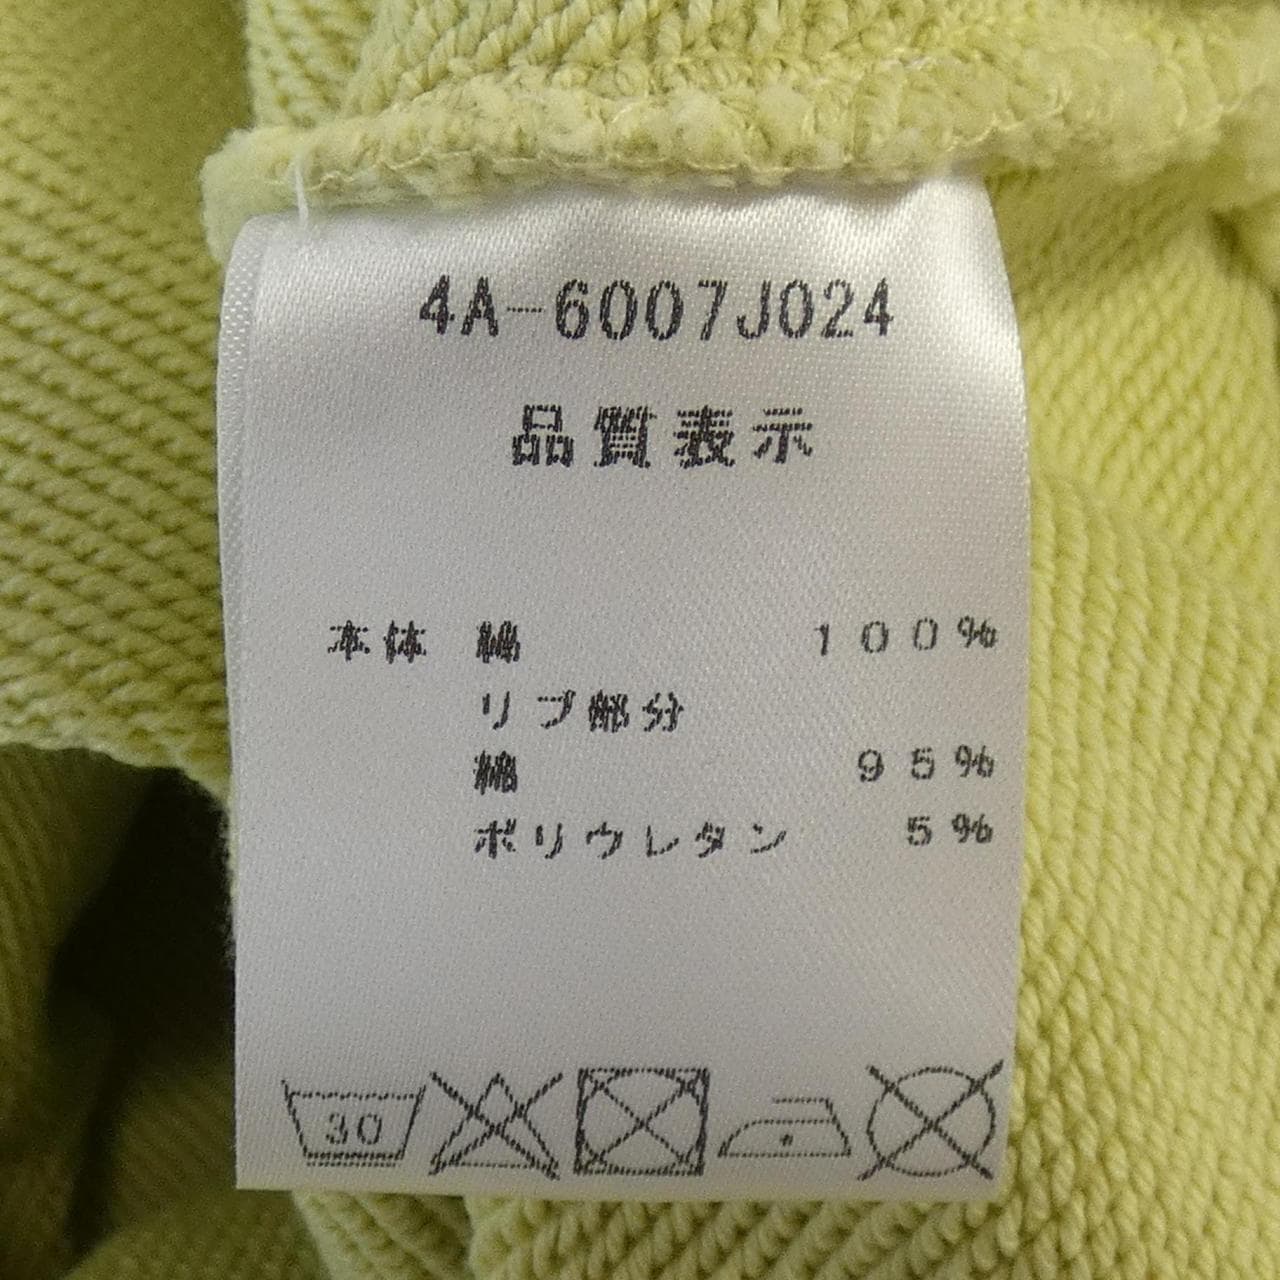 4A-6007J024
品質表示
本体 綿 100%
リブ部分
綿 95%
ポリウレタン 5%
30